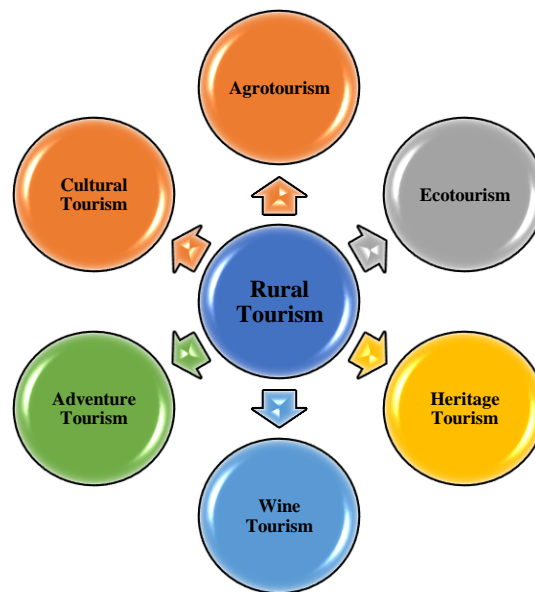 Agrotourism
Cultural
Tourism
Ecotourism
Rural
Tourism
Adventure
Tourism
Heritage
Tourism
Wine
Tourism